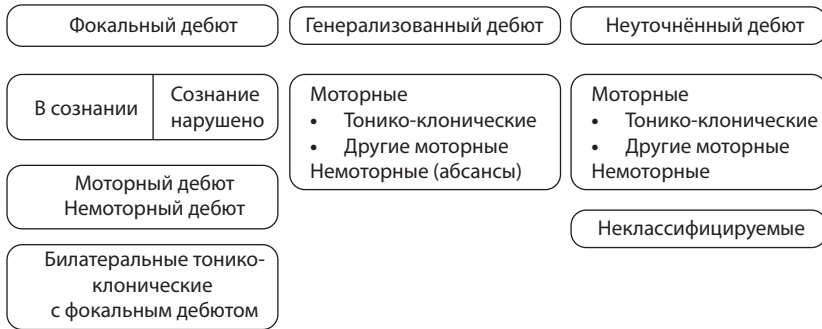 Фокальный дебют
Генерализованный дебют
Неуточнённый дебют
В сознании
Сознание
нарушено
Моторный дебют
Немоторный дебют
Билатеральные тонико-
клонические
с фокальным дебютом
Моторные
• Тонико-клонические
• Другие моторные
Немоторные (абсансы)
Моторные
• Тонико-клонические
• Другие моторные
Немоторные
Неклассифицируемые